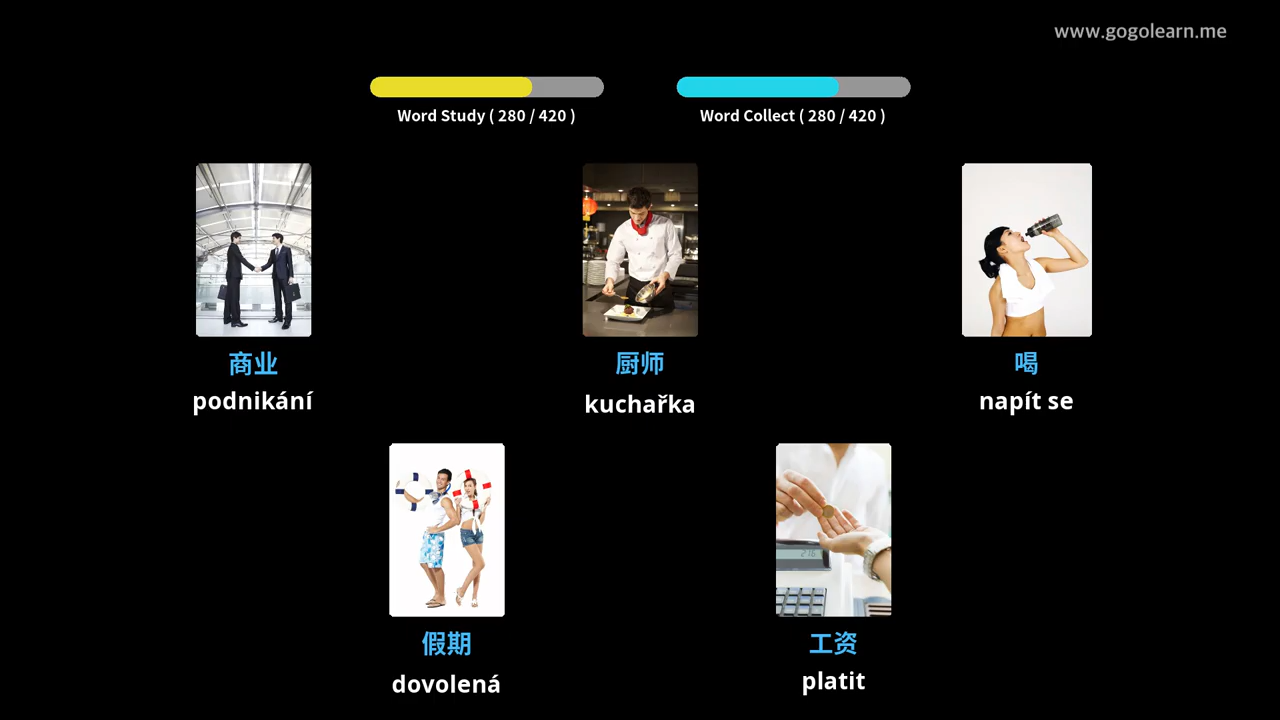 www.gogolearn.me
Word Study ( 280 / 420 )
Word Collect ( 280 / 420 )
商业
podnikání
厨师
kuchařka
喝
napít se
假期
dovolená
工资
platit